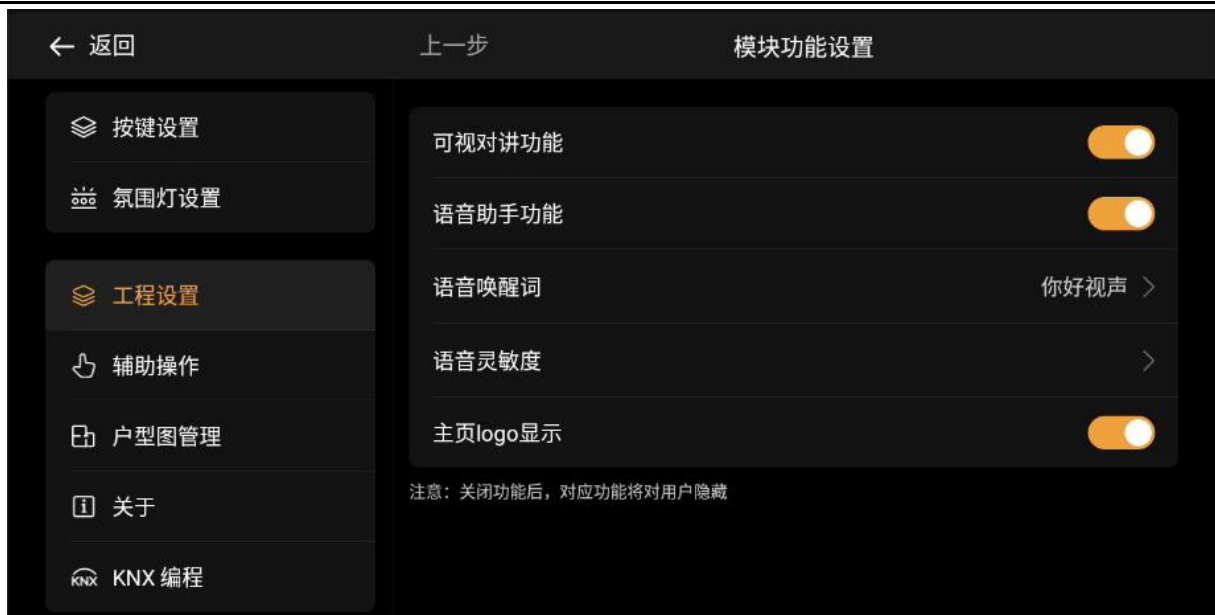 返回
上一步
模块功能设置
按键设置
氛围灯设置
工程设置
辅助操作
户型图管理
关于
KNX KNX 编程
可视对讲功能
语音助手功能
语音唤醒词 你好视声
语音灵敏度
主页logo显示
注意：关闭功能后，对应功能将对用户隐藏